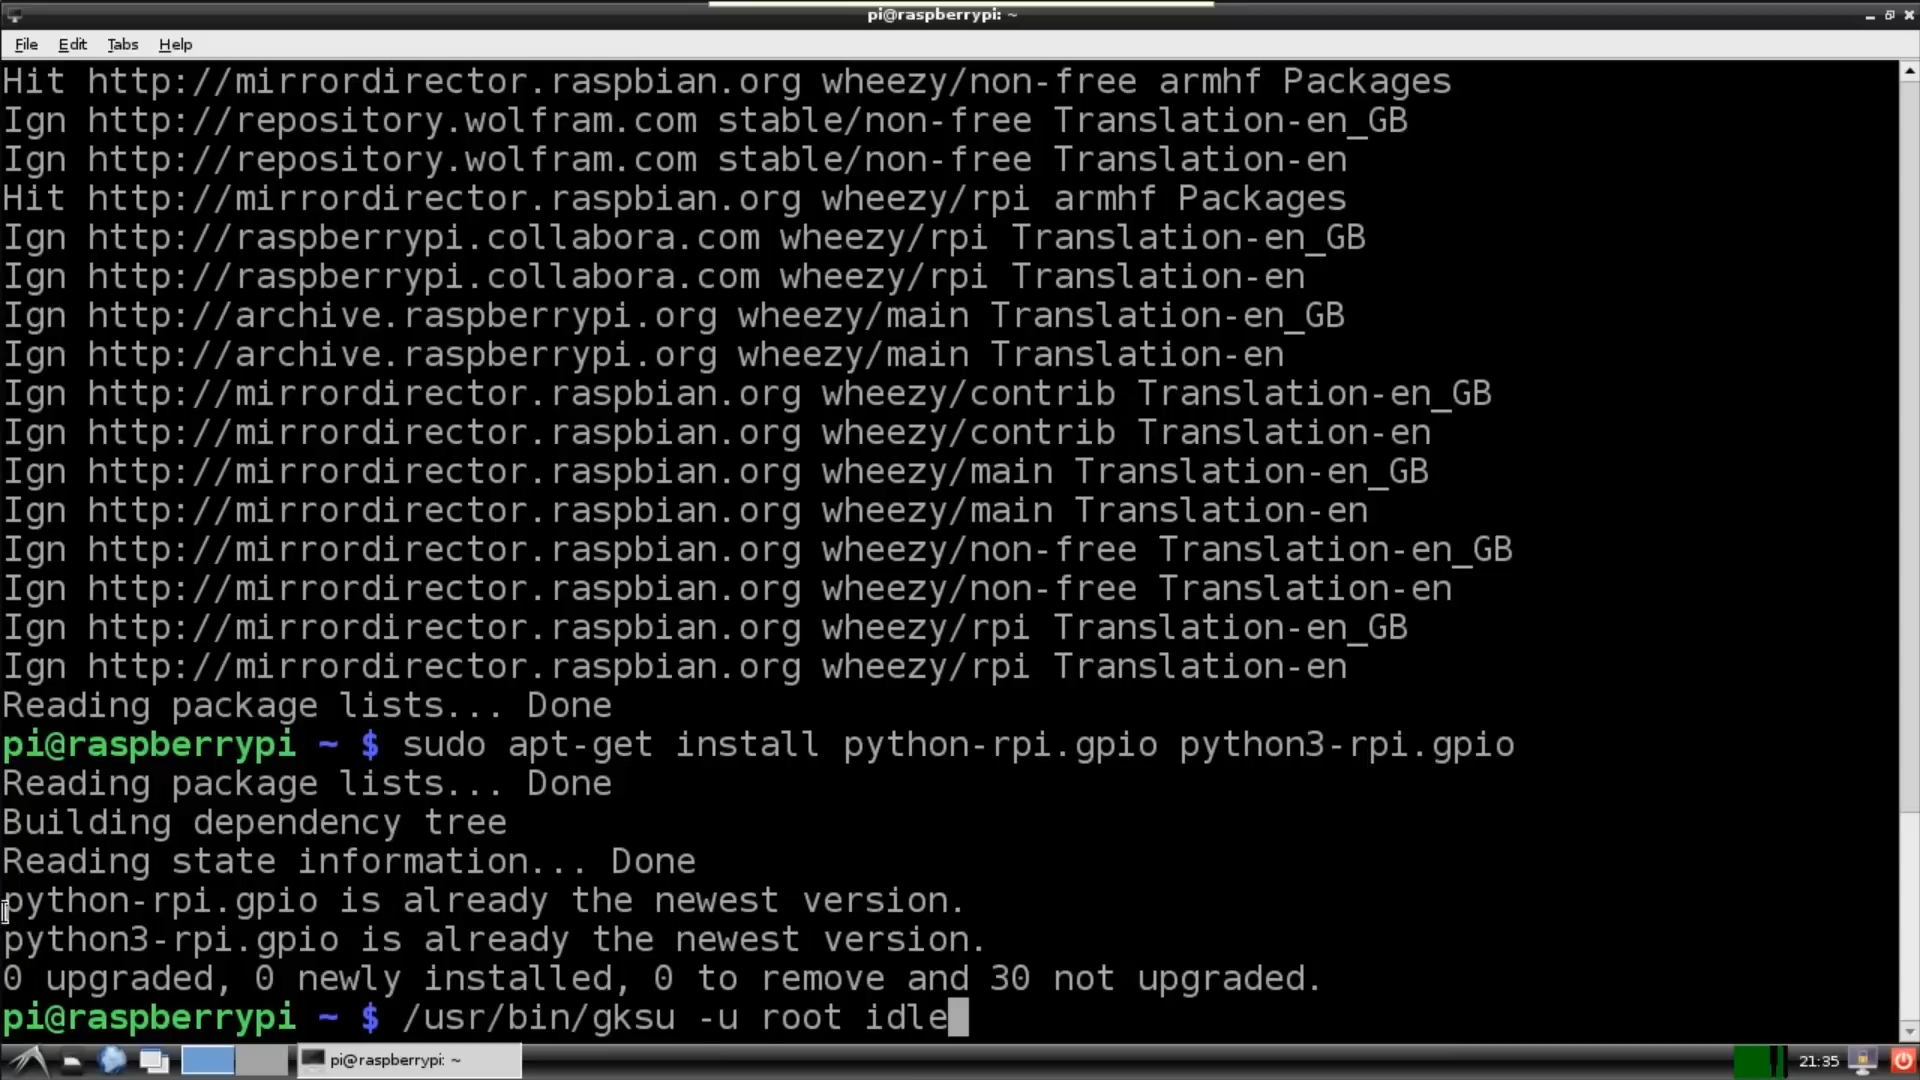 pi@raspberrypi: ~
File Edit Tabs Help
Hit http://mirrordirector.raspbian.org wheezy/non-free armhf Packages
Ign http://repository.wolfram.com stable/non-free Translation-en_GB
Ign http://repository.wolfram.com stable/non-free Translation-en
Hit http://mirrordirector.raspbian.org wheezy/rpi armhf Packages
Ign http://raspberrypi.collabora.com wheezy/rpi Translation-en_GB
Ign http://raspberrypi.collabora.com wheezy/rpi Translation-en
Ign http://archive.raspberrypi.org wheezy/main Translation-en_GB
Ign http://archive.raspberrypi.org wheezy/main Translation-en
Ign http://mirrordirector.raspbian.org wheezy/contrib Translation-en_GB
Ign http://mirrordirector.raspbian.org wheezy/contrib Translation-en
Ign http://mirrordirector.raspbian.org wheezy/main Translation-en_GB
Ign http://mirrordirector.raspbian.org wheezy/main Translation-en
Ign http://mirrordirector.raspbian.org wheezy/non-free Translation-en_GB
Ign http://mirrordirector.raspbian.org wheezy/non-free Translation-en
Ign http://mirrordirector.raspbian.org wheezy/rpi Translation-en_GB
Ign http://mirrordirector.raspbian.org wheezy/rpi Translation-en
Reading package lists... Done
pi@raspberrypi ~ $ sudo apt-get install python-rpi.gpio python3-rpi.gpio
Reading package lists... Done
Building dependency tree
Reading state information... Done
python-rpi.gpio is already the newest version.
python3-rpi.gpio is already the newest version.
0 upgraded, 0 newly installed, 0 to remove and 30 not upgraded.
pi@raspberrypi ~ $ /usr/bin/gksu -u root idle
pi@raspberrypi: ~
21:35